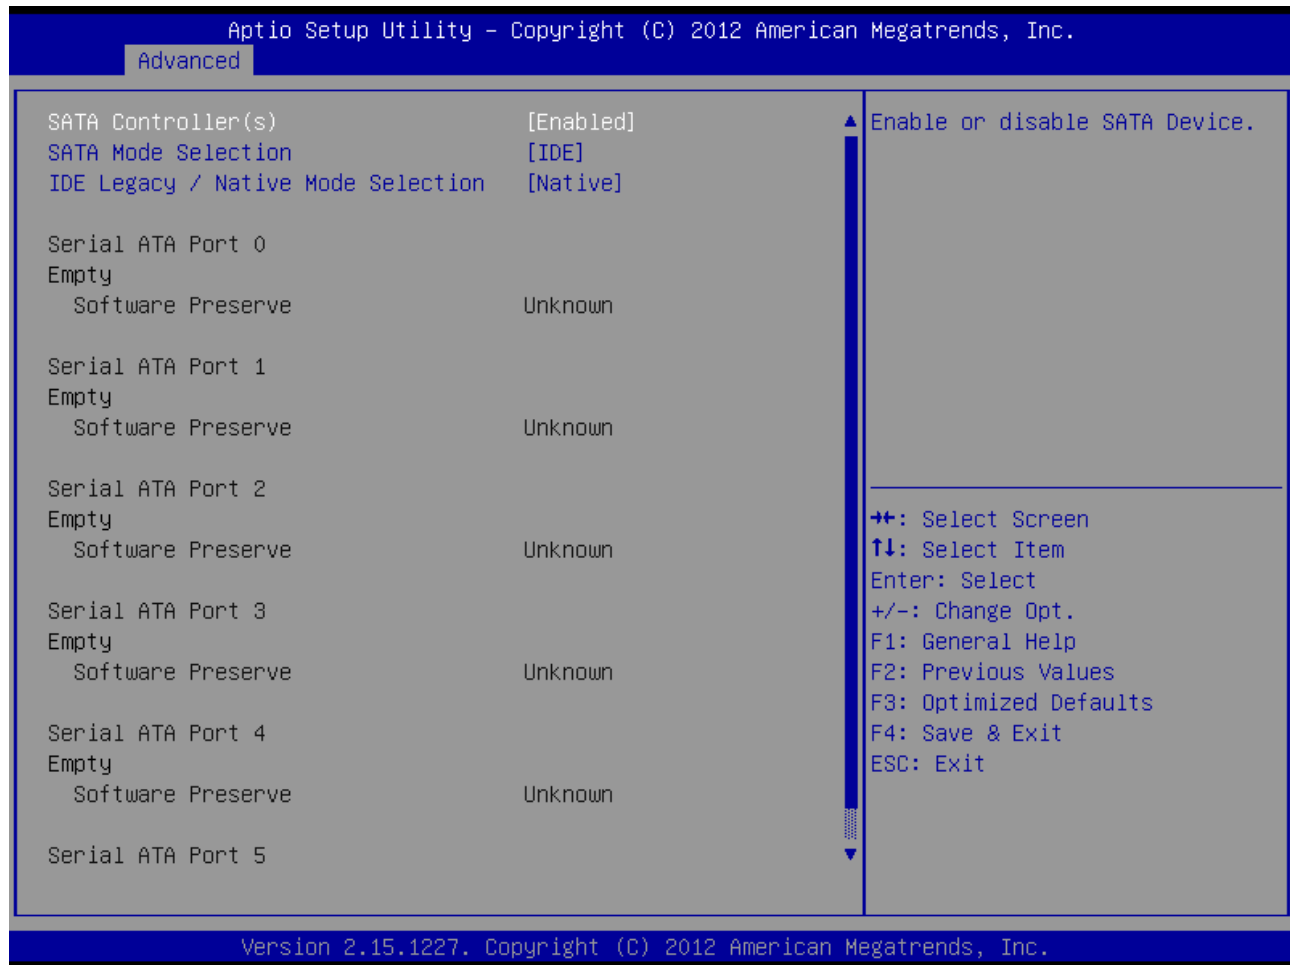 Aptio Setup Utility – Copyright (C) 2012 American Megatrends, Inc.
Advanced
SATA Controller(s) [Enabled]
SATA Mode Selection [IDE]
IDE Legacy / Native Mode Selection [Native]
Serial ATA Port 0
Empty
Software Preserve Unknown
Serial ATA Port 1
Empty
Software Preserve Unknown
Serial ATA Port 2
Empty
Software Preserve Unknown
Serial ATA Port 3
Empty
Software Preserve Unknown
Serial ATA Port 4
Empty
Software Preserve Unknown
Serial ATA Port 5
Enable or disable SATA Device.
→←: Select Screen
↑↓: Select Item
Enter: Select
+/-: Change Opt.
F1: General Help
F2: Previous Values
F3: Optimized Defaults
F4: Save & Exit
ESC: Exit
Version 2.15.1227. Copyright (C) 2012 American Megatrends, Inc.